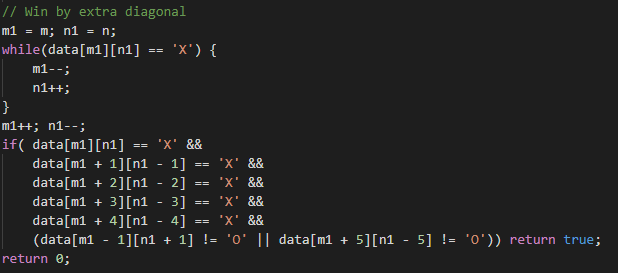 // Win by extra diagonal
m1 = m; n1 = n;
while(data[m1][n1] == 'X') {
    m1--;
    n1++;
}
m1++; n1--;
if( data[m1][n1] == 'X' &&
    data[m1 + 1][n1 - 1] == 'X' &&
    data[m1 + 2][n1 - 2] == 'X' &&
    data[m1 + 3][n1 - 3] == 'X' &&
    data[m1 + 4][n1 - 4] == 'X' &&
    (data[m1 - 1][n1 + 1] != 'O' || data[m1 + 5][n1 - 5] != 'O')) return true;
return 0;